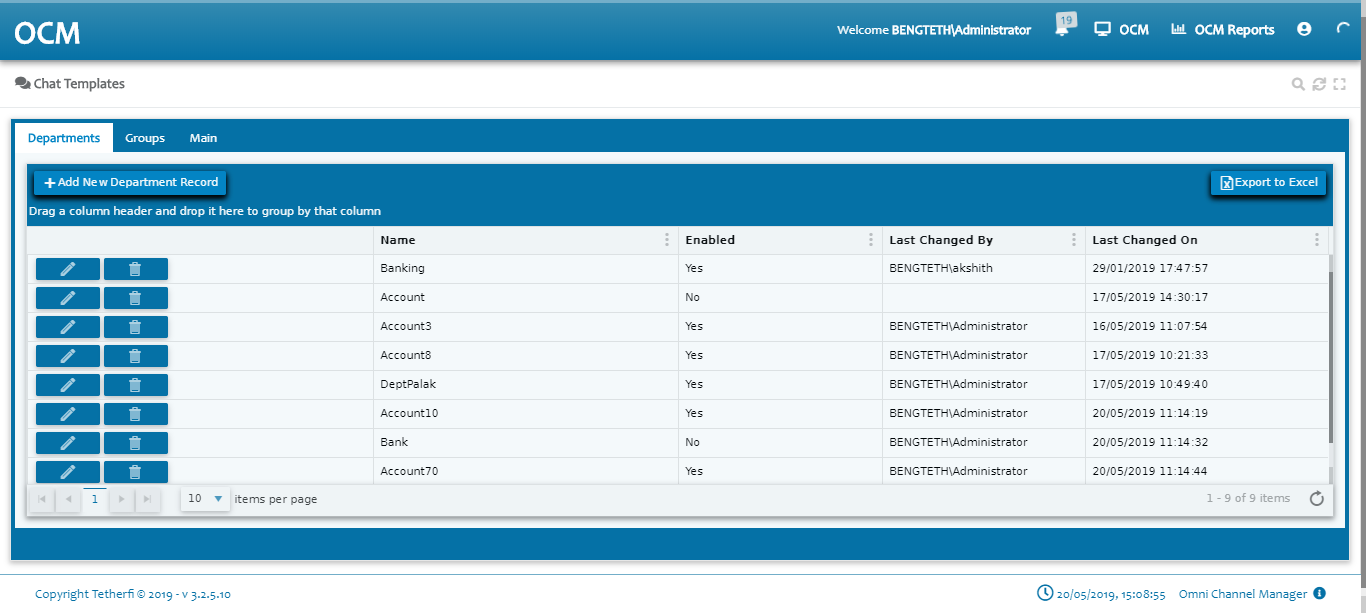 OCM
Welcome BENGTETH\Administrator
19
OCM
OCM Reports
Chat Templates
Departments Groups Main
Add New Department Record
Export to Excel
Drag a column header and drop it here to group by that column
Name Enabled Last Changed By Last Changed On
Banking Yes BENGTETH\akshith 29/01/2019 17:47:57
Account No 17/05/2019 14:30:17
Account3 Yes BENGTETH\Administrator 16/05/2019 11:07:54
Account8 Yes BENGTETH\Administrator 17/05/2019 10:21:33
DeptPalak Yes BENGTETH\Administrator 17/05/2019 10:49:40
Account10 Yes BENGTETH\Administrator 20/05/2019 11:14:19
Bank No BENGTETH\Administrator 20/05/2019 11:14:32
Account70 Yes BENGTETH\Administrator 20/05/2019 11:14:44
1 10 items per page 1 - 9 of 9 items
Copyright Tetherfi © 2019 - v 3.2.5.10
20/05/2019, 15:08:55 Omni Channel Manager